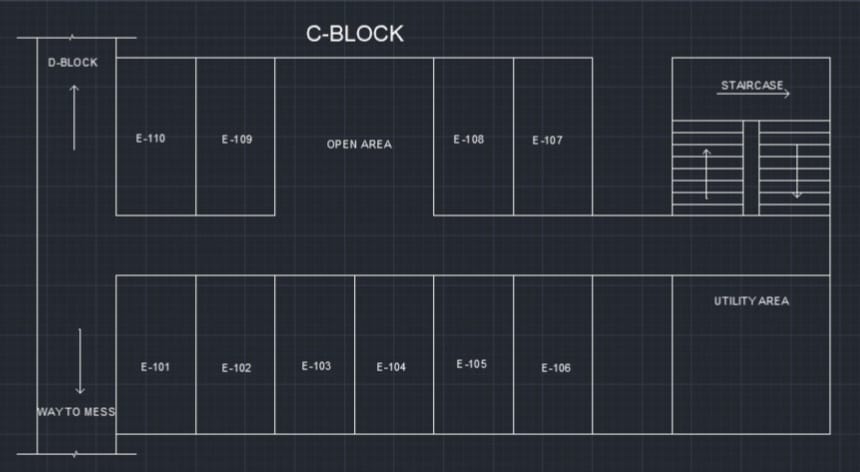 C-BLOCK
D-BLOCK
STAIRCASE
E-110
E-109
OPEN AREA
E-108
E-107
UTILITY AREA
E-101
E-102
E-103
E-104
E-105
E-106
WAY TO MESS